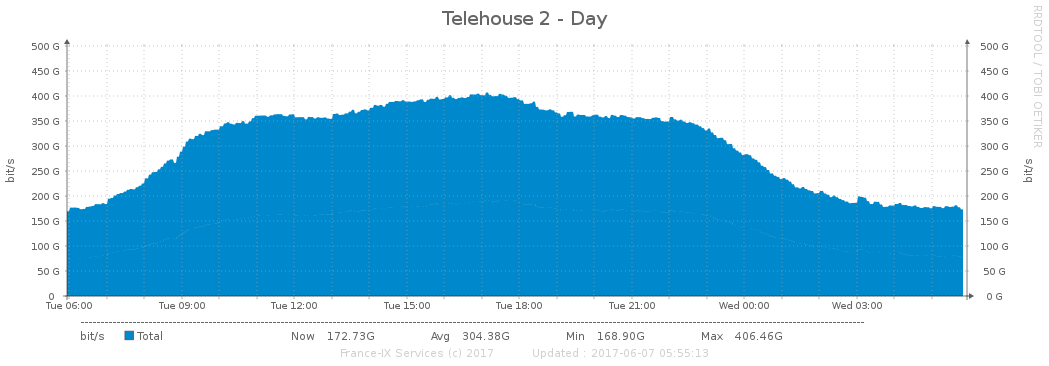 Telehouse 2 - Day
RRDTOOL / TOBI OETIKER
bit/s
500 G 500 G
450 G 450 G
400 G 400 G
350 G 350 G
300 G 300 G
250 G 250 G
200 G 200 G
150 G 150 G
100 G 100 G
50 G 50 G
0 0 G
bit/s
Tue 06:00 Tue 09:00 Tue 12:00 Tue 15:00 Tue 18:00 Tue 21:00 Wed 00:00 Wed 03:00
bit/s Total Now 172.73G Avg 304.38G Min 168.90G Max 406.46G
France-IX Services (c) 2017 Updated : 2017-06-07 05:55:13